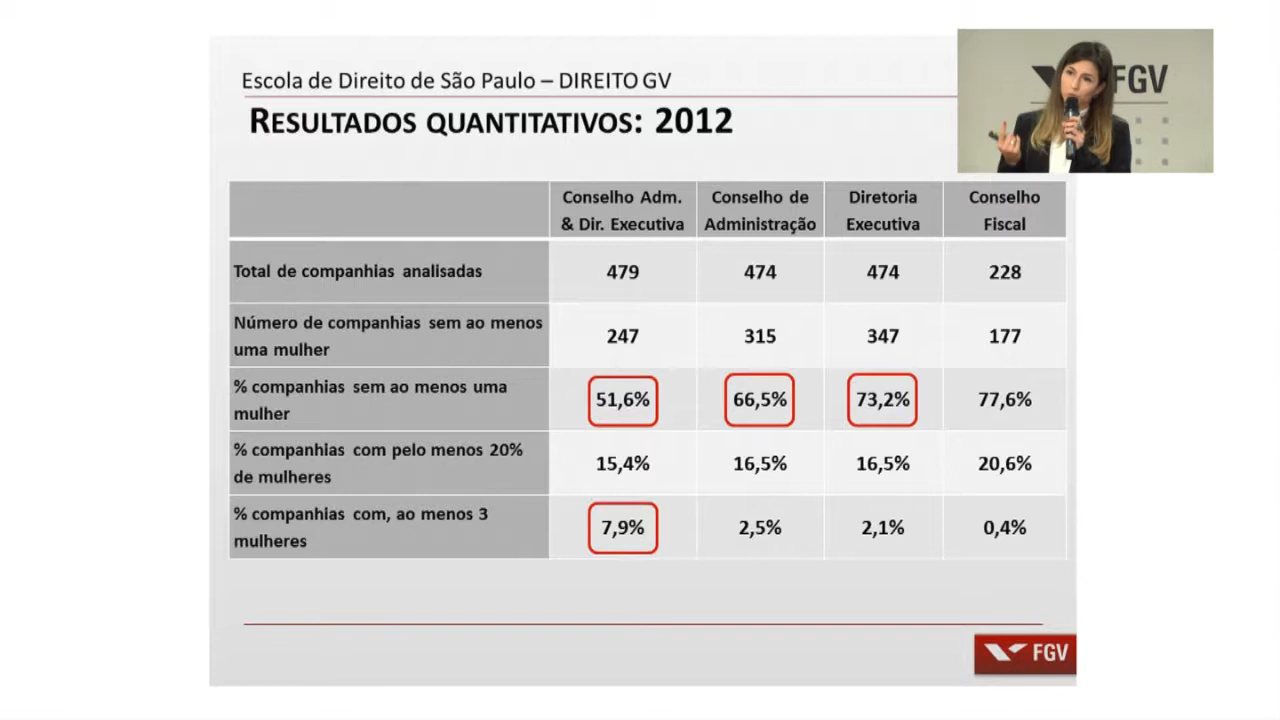 Escola de Direito de São Paulo – DIREITO GV
RESULTADOS QUANTITATIVOS: 2012
FGV
Conselho Adm. & Dir. Executiva
Conselho de Administração
Diretoria Executiva
Conselho Fiscal
Total de companhias analisadas
479
474
474
228
Número de companhias sem ao menos
uma mulher
247
315
347
177
% companhias sem ao menos uma
mulher
51,6%
66,5%
73,2%
77,6%
% companhias com pelo menos 20%
de mulheres
15,4%
16,5%
16,5%
20,6%
% companhias com, ao menos 3
mulheres
7,9%
2,5%
2,1%
0,4%
FGV